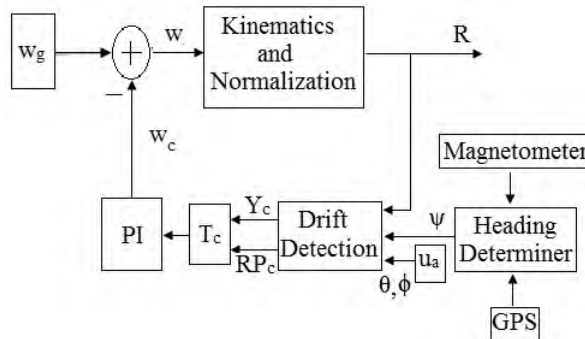 w_g
+
w
Kinematics
and
Normalization
R
−
w_c
Magnetometer
PI
T_c
Y_c
RP_c
Drift
Detection
ψ
θ,ϕ
u_a
Heading
Determiner
GPS